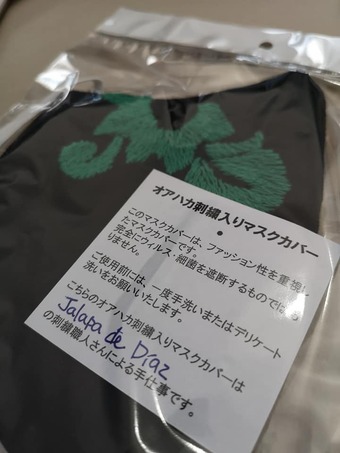 オアハカ刺繍入りマスクカバー
このマスクカバーは、ファッション性を重視し
たマスクカバーです。
完全にウィルス・細菌を遮断するものではあ
りません。
ご使用前には、一度手洗いまたはデリケート
洗いをお願いいたします。
こちらのオアハカ刺繍入りマスクカバーは
Jalapa de Díaz
の刺繍職人さんによる手仕事です。